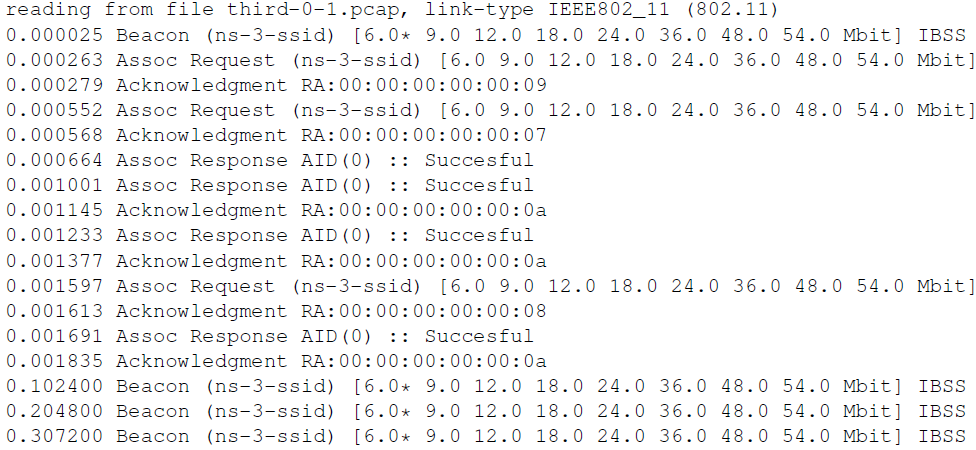 reading from file third-0-1.pcap, link-type IEEE802_11 (802.11)
0.000025 Beacon (ns-3-ssid) [6.0* 9.0 12.0 18.0 24.0 36.0 48.0 54.0 Mbit] IBSS
0.000263 Assoc Request (ns-3-ssid) [6.0 9.0 12.0 18.0 24.0 36.0 48.0 54.0 Mbit]
0.000279 Acknowledgment RA:00:00:00:00:00:09
0.000552 Assoc Request (ns-3-ssid) [6.0 9.0 12.0 18.0 24.0 36.0 48.0 54.0 Mbit]
0.000568 Acknowledgment RA:00:00:00:00:00:07
0.000664 Assoc Response AID(0) :: Succesful
0.001001 Assoc Response AID(0) :: Succesful
0.001145 Acknowledgment RA:00:00:00:00:00:0a
0.001233 Assoc Response AID(0) :: Succesful
0.001377 Acknowledgment RA:00:00:00:00:00:0a
0.001597 Assoc Request (ns-3-ssid) [6.0 9.0 12.0 18.0 24.0 36.0 48.0 54.0 Mbit]
0.001613 Acknowledgment RA:00:00:00:00:00:08
0.001691 Assoc Response AID(0) :: Succesful
0.001835 Acknowledgment RA:00:00:00:00:00:0a
0.102400 Beacon (ns-3-ssid) [6.0* 9.0 12.0 18.0 24.0 36.0 48.0 54.0 Mbit] IBSS
0.204800 Beacon (ns-3-ssid) [6.0* 9.0 12.0 18.0 24.0 36.0 48.0 54.0 Mbit] IBSS
0.307200 Beacon (ns-3-ssid) [6.0* 9.0 12.0 18.0 24.0 36.0 48.0 54.0 Mbit] IBSS